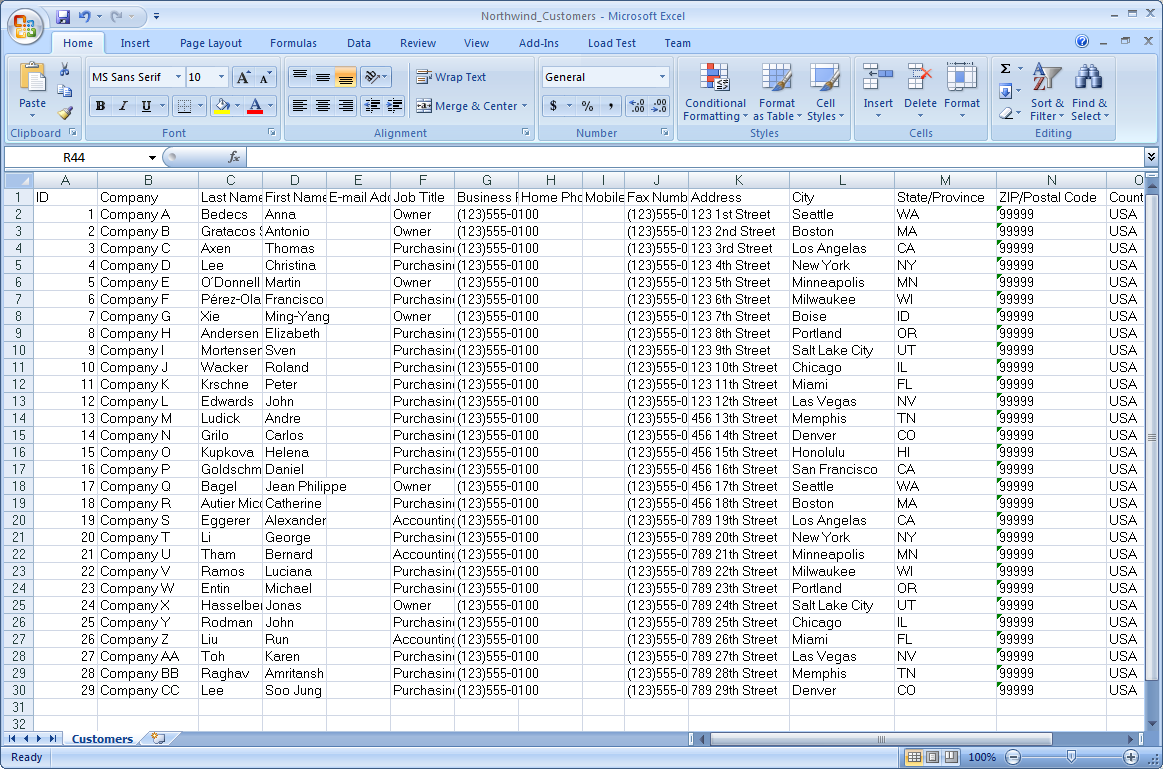 Northwind_Customers - Microsoft Excel
Home Insert Page Layout Formulas Data Review View Add-Ins Load Test Team
MS Sans Serif 10 Wrap Text General
Paste B I U Merge & Center $ % , Conditional Formatting Format as Table Cell Styles Insert Delete Format Sort & Filter Find & Select
Clipboard Font Alignment Number Styles Cells Editing
R44 fx
A B C D E F G H I J K L M N O
1 ID Company Last Name First Name E-mail Add Job Title Business P Home Pho Mobile Fax Numb Address City State/Province ZIP/Postal Code Count
2 1 Company A Bedecs Anna Owner (123)555-0100 (123)555-0 123 1st Street Seattle WA 99999 USA
3 2 Company B Gratacos S Antonio Owner (123)555-0100 (123)555-0 123 2nd Street Boston MA 99999 USA
4 3 Company C Axen Thomas Purchasin (123)555-0100 (123)555-0 123 3rd Street Los Angelas CA 99999 USA
5 4 Company D Lee Christina Purchasin (123)555-0100 (123)555-0 123 4th Street New York NY 99999 USA
6 5 Company E O´Donnell Martin Owner (123)555-0100 (123)555-0 123 5th Street Minneapolis MN 99999 USA
7 6 Company F Pérez-Ola Francisco Purchasin (123)555-0100 (123)555-0 123 6th Street Milwaukee WI 99999 USA
8 7 Company G Xie Ming-Yang Owner (123)555-0100 (123)555-0 123 7th Street Boise ID 99999 USA
9 8 Company H Andersen Elizabeth Purchasin (123)555-0100 (123)555-0 123 8th Street Portland OR 99999 USA
10 9 Company I Mortensen Sven Purchasin (123)555-0100 (123)555-0 123 9th Street Salt Lake City UT 99999 USA
11 10 Company J Wacker Roland Purchasin (123)555-0100 (123)555-0 123 10th Street Chicago IL 99999 USA
12 11 Company K Krschne Peter Purchasin (123)555-0100 (123)555-0 123 11th Street Miami FL 99999 USA
13 12 Company L Edwards John Purchasin (123)555-0100 (123)555-0 123 12th Street Las Vegas NV 99999 USA
14 13 Company M Ludick Andre Purchasin (123)555-0100 (123)555-0 456 13th Street Memphis TN 99999 USA
15 14 Company N Grilo Carlos Purchasin (123)555-0100 (123)555-0 456 14th Street Denver CO 99999 USA
16 15 Company O Kupkova Helena Purchasin (123)555-0100 (123)555-0 456 15th Street Honolulu HI 99999 USA
17 16 Company P Goldschm Daniel Purchasin (123)555-0100 (123)555-0 456 16th Street San Francisco CA 99999 USA
18 17 Company Q Bagel Jean Philippe Owner (123)555-0100 (123)555-0 456 17th Street Seattle WA 99999 USA
19 18 Company R Autier Mico Catherine Purchasin (123)555-0100 (123)555-0 456 18th Street Boston MA 99999 USA
20 19 Company S Eggerer Alexander Accounting (123)555-0100 (123)555-0 789 19th Street Los Angelas CA 99999 USA
21 20 Company T Li George Purchasin (123)555-0100 (123)555-0 789 20th Street New York NY 99999 USA
22 21 Company U Tham Bernard Accounting (123)555-0100 (123)555-0 789 21th Street Minneapolis MN 99999 USA
23 22 Company V Ramos Luciana Purchasin (123)555-0100 (123)555-0 789 22th Street Milwaukee WI 99999 USA
24 23 Company W Entin Michael Purchasin (123)555-0100 (123)555-0 789 23th Street Portland OR 99999 USA
25 24 Company X Hasselber Jonas Owner (123)555-0100 (123)555-0 789 24th Street Salt Lake City UT 99999 USA
26 25 Company Y Rodman John Purchasin (123)555-0100 (123)555-0 789 25th Street Chicago IL 99999 USA
27 26 Company Z Liu Run Accounting (123)555-0100 (123)555-0 789 26th Street Miami FL 99999 USA
28 27 Company AA Toh Karen Purchasin (123)555-0100 (123)555-0 789 27th Street Las Vegas NV 99999 USA
29 28 Company BB Raghav Amritansh Purchasin (123)555-0100 (123)555-0 789 28th Street Memphis TN 99999 USA
30 29 Company CC Lee Soo Jung Purchasin (123)555-0100 (123)555-0 789 29th Street Denver CO 99999 USA
31
32
Customers
Ready 100%